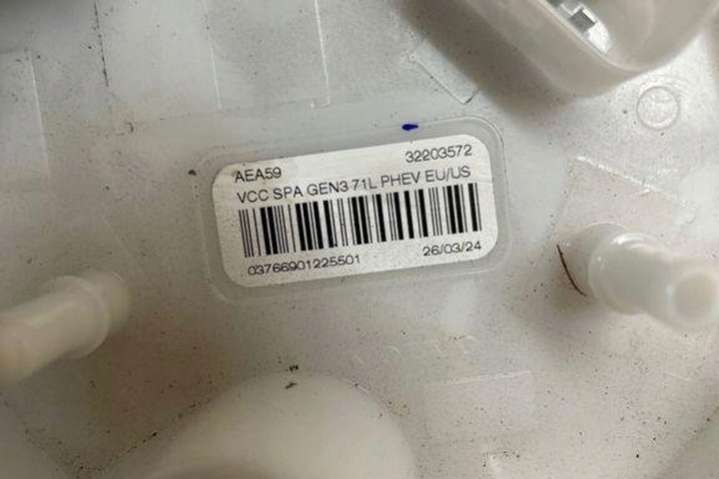 AEA59 32203572
VCC SPA GEN3 71L PHEV EU/US
03766901225501 26/03/24